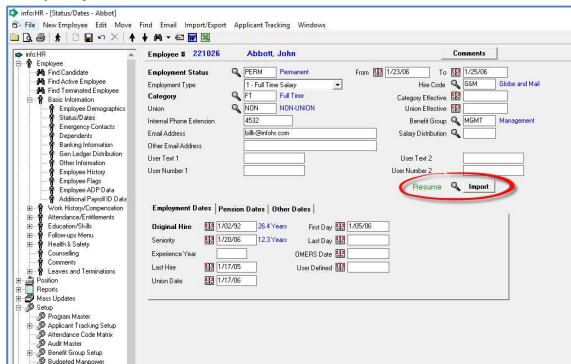 info:HR - [Status/Dates - Abbot]
File New Employee Edit Move Find Email Import/Export Applicant Tracking Windows
info:HR
Employee
Find Candidate
Find Active Employee
Find Terminated Employee
Basic Information
Employee Demographics
Status/Dates
Emergency Contacts
Dependents
Banking Information
Gen Ledger Distribution
Other Information
Employee History
Employee Flags
Employee ADP Data
Additional Payroll ID Data
Work History/Compensation
Attendance/Entitlements
Education/Skills
Follow-ups Menu
Health & Safety
Counselling
Comments
Leaves and Terminations
Position
Reports
Mass Updates
Setup
Program Master
Applicant Tracking Setup
Attendance Code Matrix
Audit Master
Benefit Group Setup
Budgeted Manpower
Employee # 221026 Abbott, John Comments
Employment Status PERM Permanent From 1/23/06 To 1/25/06
Employment Type 1 - Full Time Salary Hire Code G&M Globe and Mail
Category FT Full Time Category Effective
Union NON NON-UNION Union Effective
Internal Phone Extension 4532 Benefit Group MGMT Management
Email Address billk@infohr.com Salary Distribution
Other Email Address
User Text 1 User Text 2
User Number 1 User Number 2
Resume Import
Employment Dates Pension Dates Other Dates
Original Hire 1/02/92 26.4 Years First Day 1/05/06
Seniority 1/20/06 12.3 Years Last Day
Experience Year OMERS Date
Last Hire 1/17/05 User Defined
Union Date 1/17/06